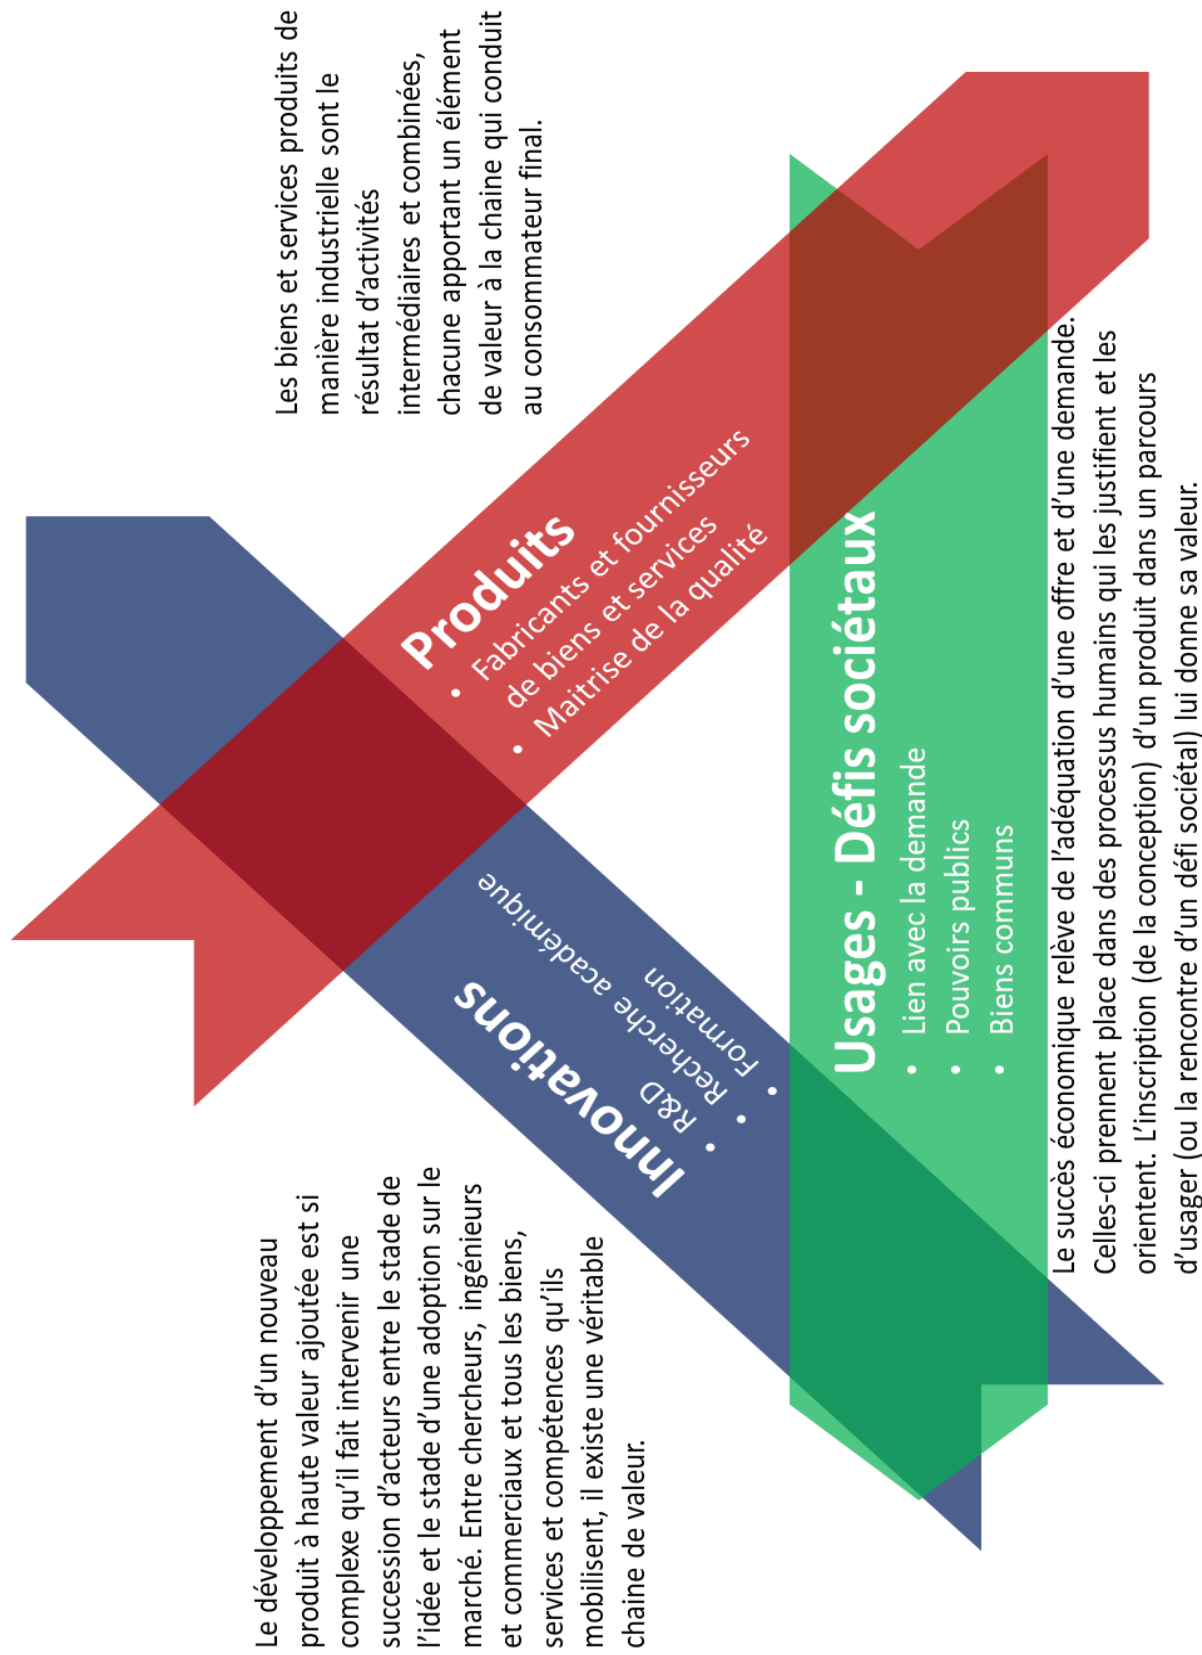 Le développement d'un nouveau
produit à haute valeur ajoutée est si
complexe qu'il fait intervenir une
succession d'acteurs entre le stade de
l'idée et le stade d'une adoption sur le
marché. Entre chercheurs, ingénieurs
et commerciaux et tous les biens,
services et compétences qu'ils
mobilisent, il existe une véritable
chaine de valeur.
Innovations
• R&D
• Recherche académique
• Formation
Les biens et services produits de
manière industrielle sont le
résultat d'activités
intermédiaires et combinées,
chacune apportant un élément
de valeur à la chaine qui conduit
au consommateur final.
Produits
• Fabricants et fournisseurs
de biens et services
• Maitrise de la qualité
Usages - Défis sociétaux
• Lien avec la demande
• Pouvoirs publics
• Biens communs
Le succès économique relève de l'adéquation d'une offre et d'une demande.
Celles-ci prennent place dans des processus humains qui les justifient et les
orientent. L'inscription (de la conception) d'un produit dans un parcours
d'usager (ou la rencontre d'un défi sociétal) lui donne sa valeur.